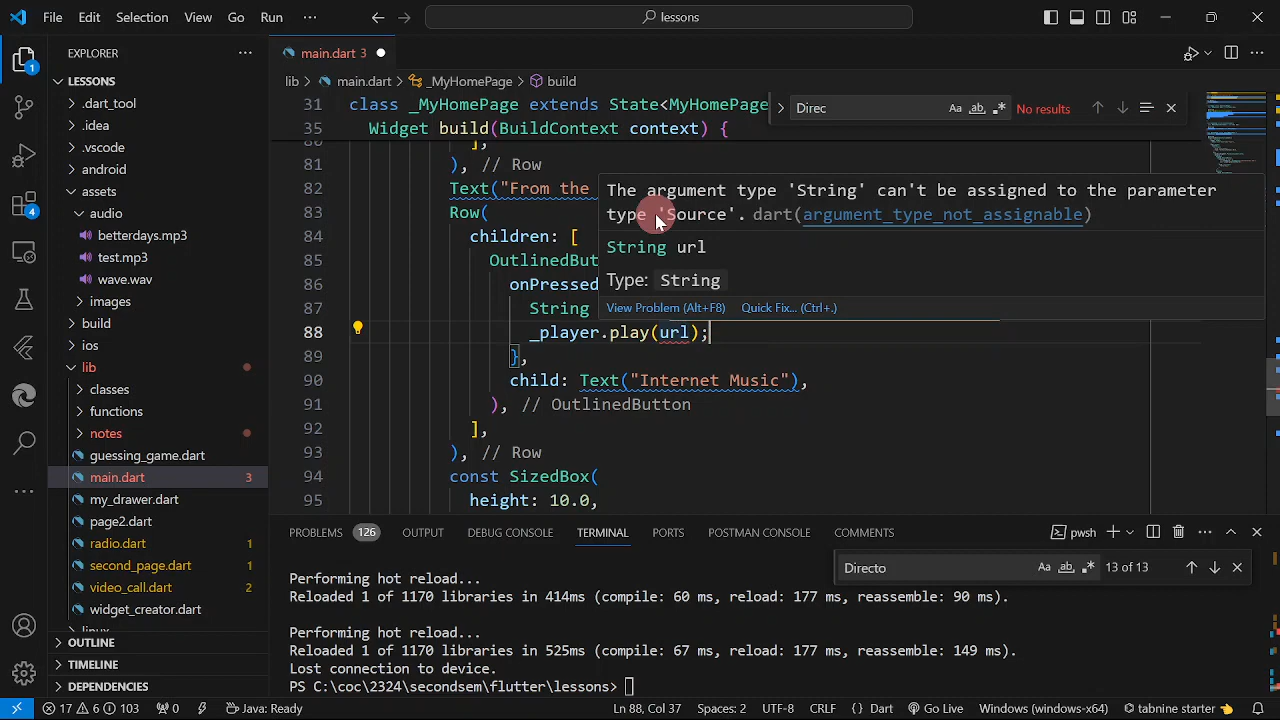 File Edit Selection View Go Run ··· lessons
EXPLORER ···
main.dart 3
lib > main.dart > _MyHomePage > build
LESSONS
.dart_tool
.idea
.vscode
android
assets
audio
betterdays.mp3
test.mp3
wave.wav
images
build
ios
lib
classes
functions
notes
guessing_game.dart
main.dart 3
my_drawer.dart
page2.dart
radio.dart 1
second_page.dart 1
video_call.dart 2
widget_creator.dart
OUTLINE
TIMELINE
DEPENDENCIES
1
4
Direc Aa ab No results
31 class _MyHomePage extends State<MyHomePage
35 Widget build(BuildContext context) {
],
81 ), // Row
82 Text("From the
83 Row(
84 children: [
85 OutlinedButt
86 onPressed
87 String
88 _player.play(url);
89 },
90 child: Text("Internet Music"),
91 ), // OutlinedButton
92 ],
93 ), // Row
94 const SizedBox(
95 height: 10.0,
The argument type 'String' can't be assigned to the parameter
type 'Source'. dart(argument_type_not_assignable)
String url
Type: String
View Problem (Alt+F8) Quick Fix... (Ctrl+.)
PROBLEMS 126 OUTPUT DEBUG CONSOLE TERMINAL PORTS POSTMAN CONSOLE COMMENTS pwsh
Directo Aa ab 13 of 13
Performing hot reload...
Reloaded 1 of 1170 libraries in 414ms (compile: 60 ms, reload: 177 ms, reassemble: 90 ms).
Performing hot reload...
Reloaded 1 of 1170 libraries in 525ms (compile: 67 ms, reload: 177 ms, reassemble: 149 ms).
Lost connection to device.
PS C:\coc\2324\secondsem\flutter\lessons>
17 6 103 0 Java: Ready Ln 88, Col 37 Spaces: 2 UTF-8 CRLF {} Dart Go Live Windows (windows-x64) tabnine starter